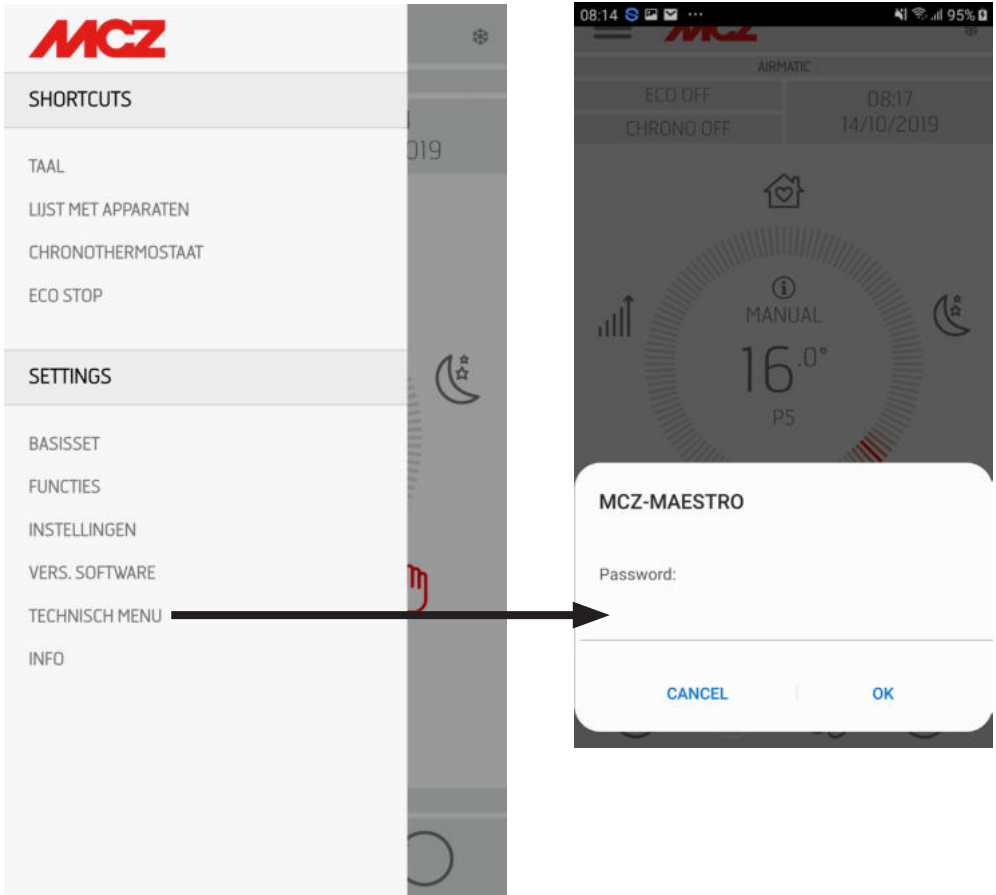 MCZ
SHORTCUTS
TAAL
LIJST MET APPARATEN
CHRONOTHERMOSTAAT
ECO STOP
SETTINGS
BASISSET
FUNCTIES
INSTELLINGEN
VERS. SOFTWARE
TECHNISCH MENU
INFO
019
08:14 95%
MCZ
AIRMATIC
ECO OFF
CHRONO OFF
08:17
14/10/2019
MANUAL
16.0°
P5
MCZ-MAESTRO
Password:
CANCEL OK